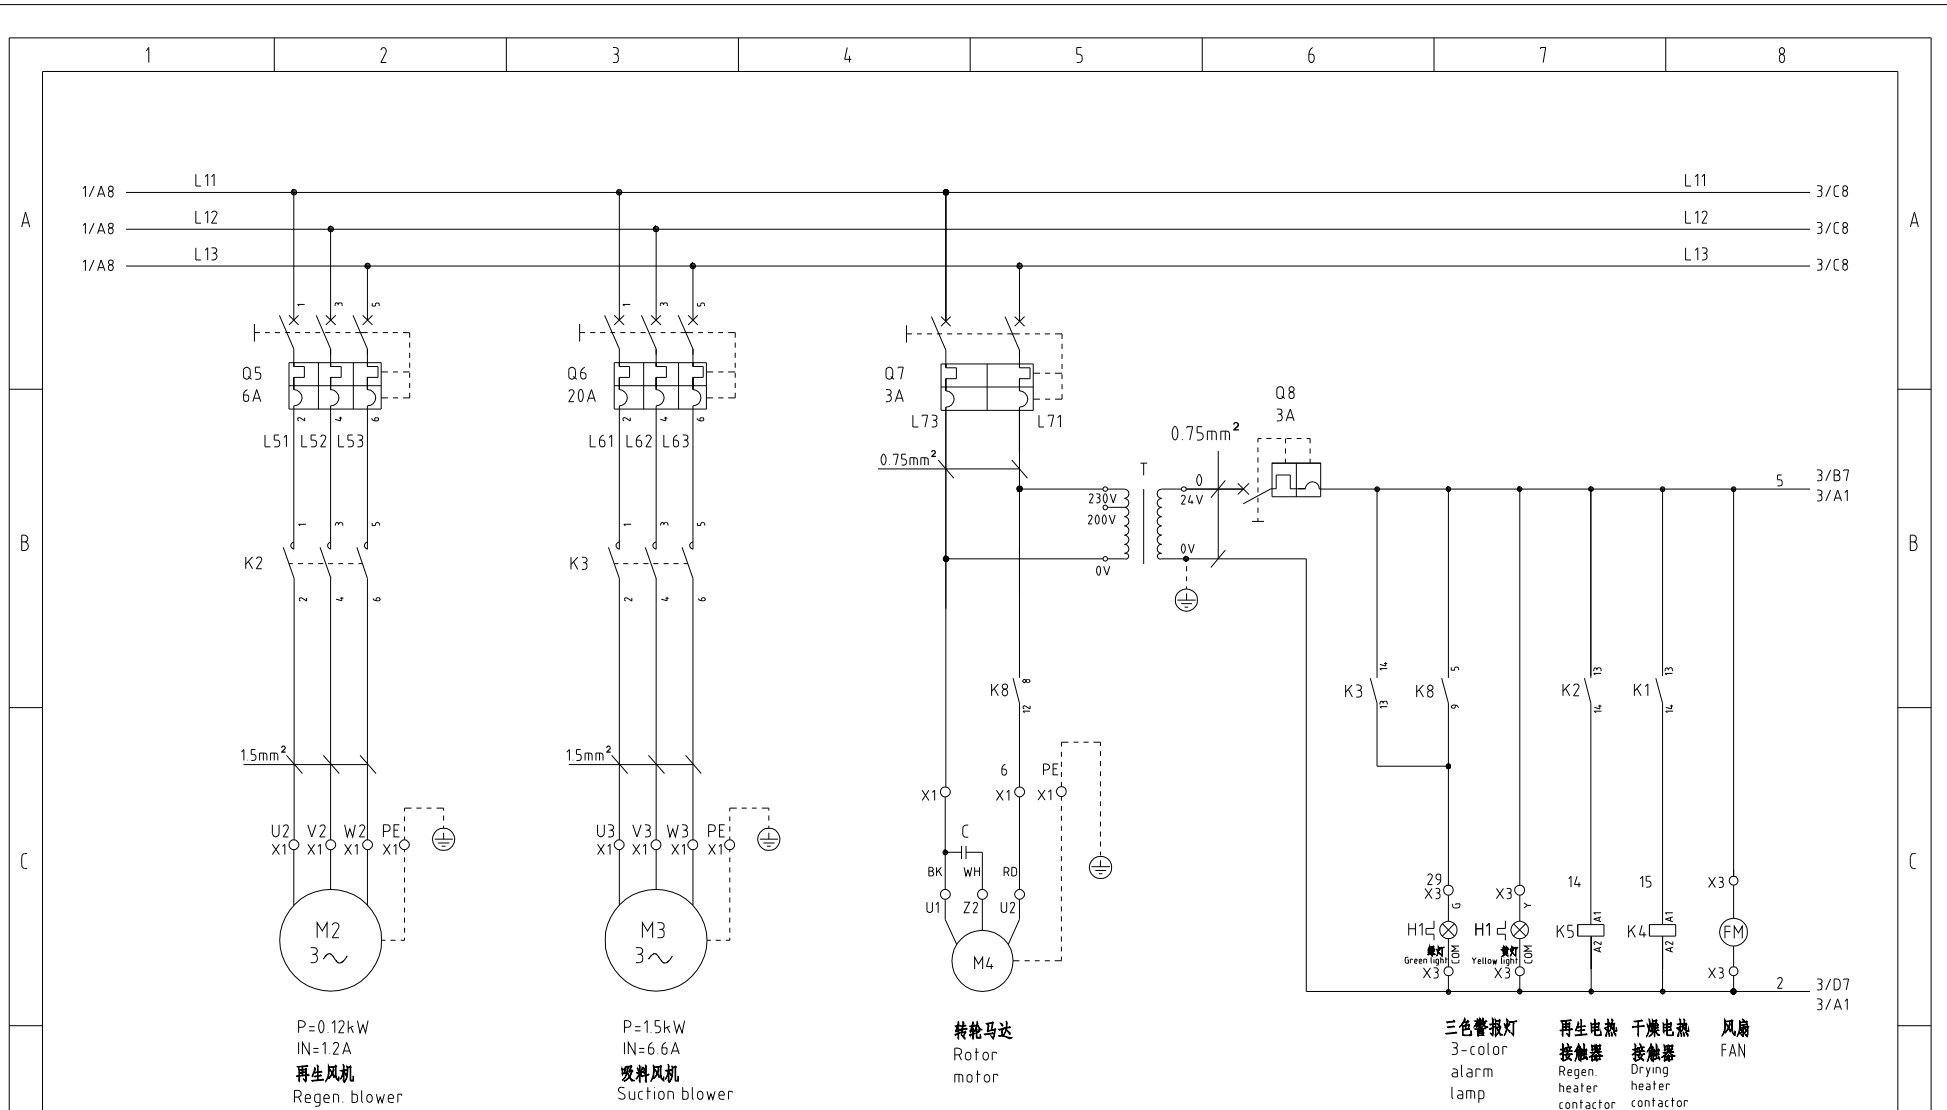 1 2 3 4 5 6 7 8
A A
1/A8 L11 L11 3/C8
1/A8 L12 L12 3/C8
1/A8 L13 L13 3/C8
1 3 5 1 3 5
Q5 Q6 Q7
6A 20A 3A
2 4 6 2 4 6
L51 L52 L53 L61 L62 L63 L73 L71
Q8
3A
0.75mm² 0.75mm²
T
230V 0 5 3/B7
200V 24V 3/A1
B B
1 3 5 1 3 5
K2 K3
0V 0V
2 4 6 2 4 6
8 14 5 13 13
K8 K3 K8 K2 K1
12 13 9 14 14
1.5mm² 1.5mm²
6 PE
X1 X1 X1
U2 V2 W2 PE U3 V3 W3 PE C
X1 X1 X1 X1 X1 X1 X1 X1
C C
BK WH RD
U1 Z2 U2
29 14 15
X3 X3 X3
G Y A1 A1
M2 M3 H1 H1 K5 K4 FM
3～ 3～ M4
绿灯 黄灯
Green light Yellow light
COM COM A2 A2
X3 X3 X3
2 3/D7
3/A1
P=0.12kW
IN=1.2A
再生风机
Regen. blower
P=1.5kW
IN=6.6A
吸料风机
Suction blower
转轮马达
Rotor
motor
三色警报灯
3-color
alarm
lamp
再生电热
接触器
Regen.
heater
contactor
干燥电热
接触器
Drying
heater
contactor
风扇
FAN